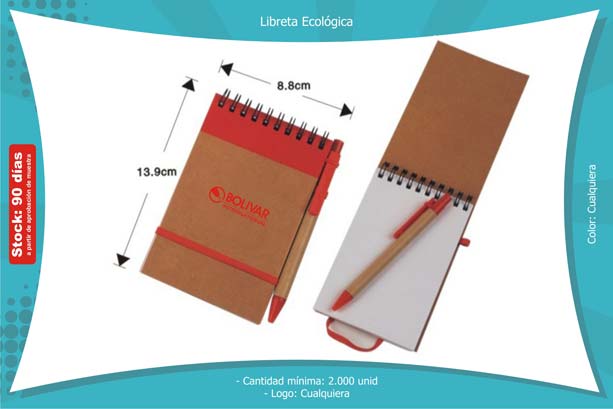 Libreta Ecológica
8.8cm
13.9cm
BOLIVAR
INTERNATIONAL
Stock: 90 días
a partir de aprobación de muestra
Color: Cualquiera
- Cantidad mínima: 2.000 unid
- Logo: Cualquiera